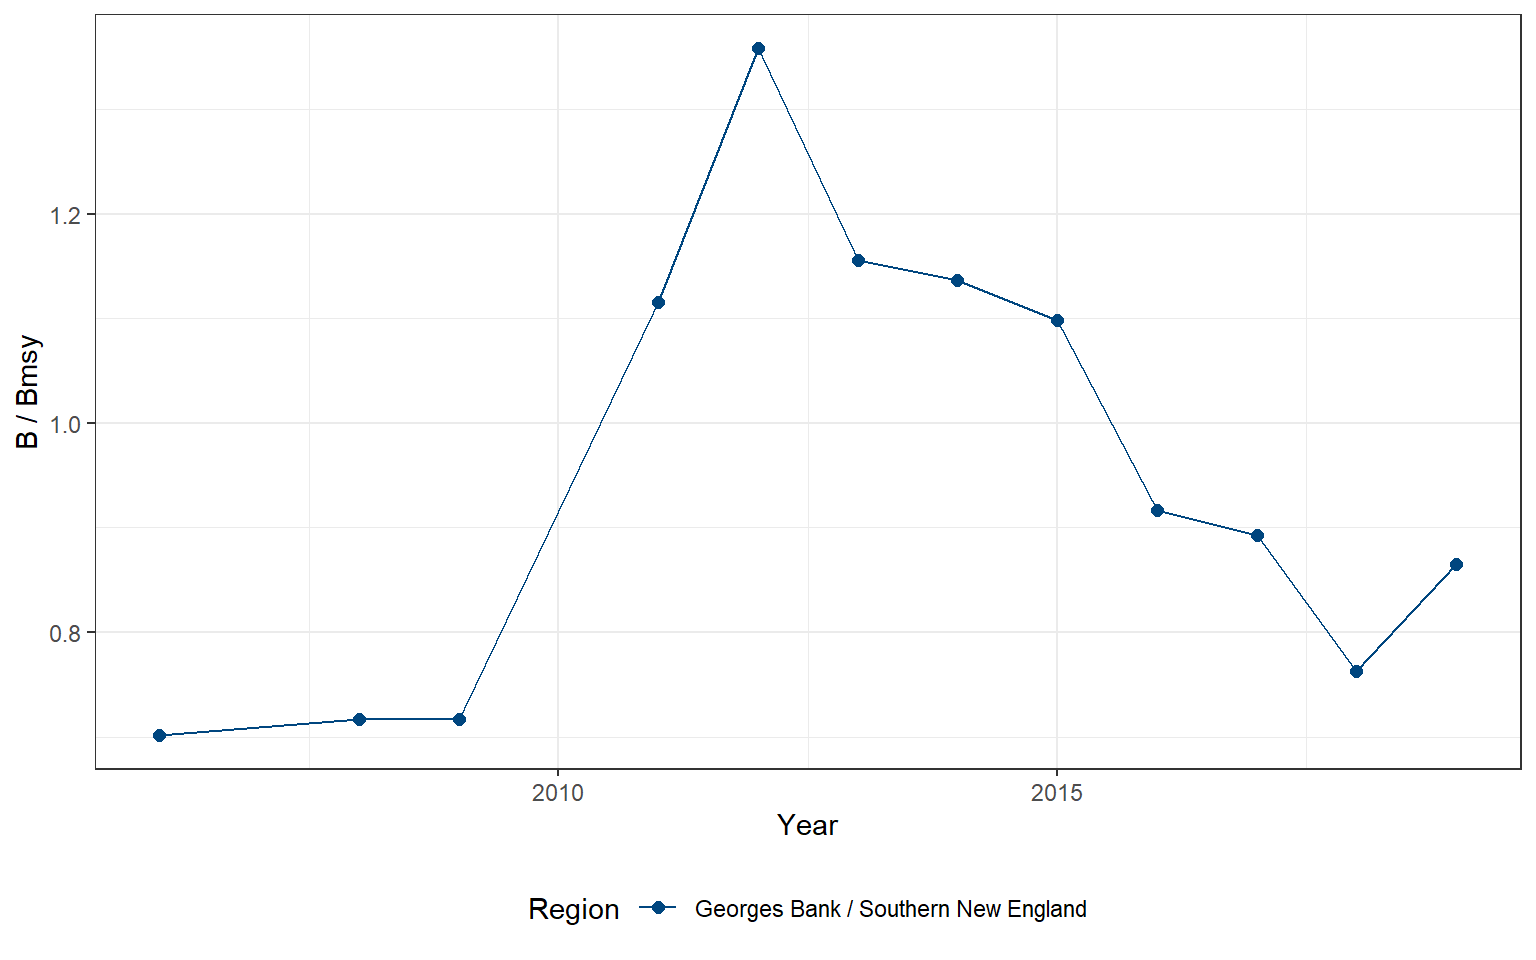 B / Bmsy
1.2
1.0
0.8
2010 2015
Year
Region Georges Bank / Southern New England